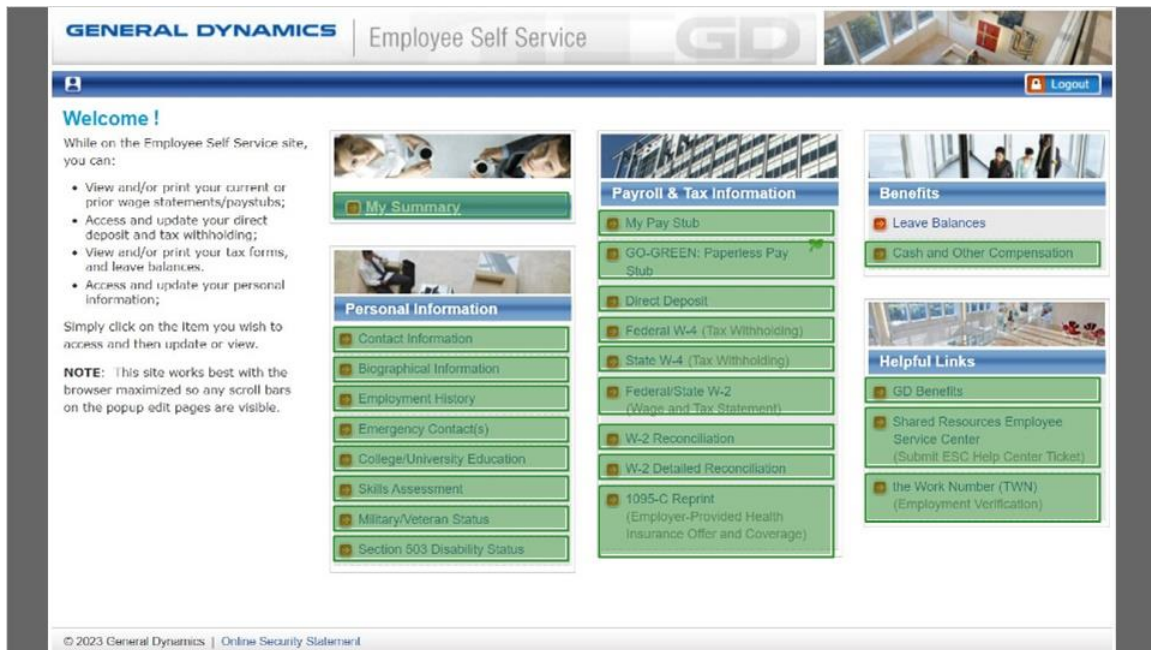 GENERAL DYNAMICS
Employee Self Service
GD
Logout
Welcome !
While on the Employee Self Service site,
you can:
• View and/or print your current or
prior wage statements/paystubs;
• Access and update your direct
deposit and tax withholding;
• View and/or print your tax forms,
and leave balances.
• Access and update your personal
information;
Simply click on the item you wish to
access and then update or view.
NOTE: This site works best with the
browser maximized so any scroll bars
on the popup edit pages are visible.
My Summary
Personal Information
Contact Information
Biographical Information
Employment History
Emergency Contact(s)
College/University Education
Skills Assessment
Military/Veteran Status
Section 503 Disability Status
Payroll & Tax Information
My Pay Stub
GO-GREEN: Paperless Pay
Stub
Direct Deposit
Federal W-4 (Tax Withholding)
State W-4 (Tax Withholding)
Federal/State W-2
(Wage and Tax Statement)
W-2 Reconciliation
W-2 Detailed Reconciliation
1095-C Reprint
(Employer-Provided Health
Insurance Offer and Coverage)
Benefits
Leave Balances
Cash and Other Compensation
Helpful Links
GD Benefits
Shared Resources Employee
Service Center
(Submit ESC Help Center Ticket)
the Work Number (TWN)
(Employment Verification)
© 2023 General Dynamics | Online Security Statement